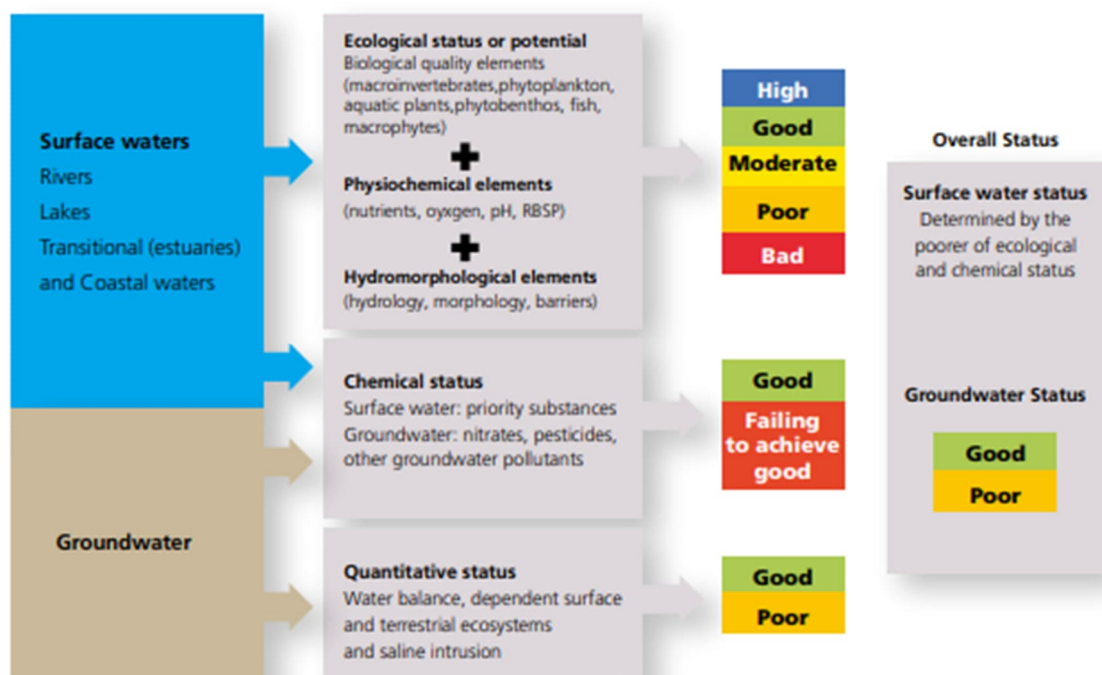 Surface waters
Rivers
Lakes
Transitional (estuaries)
and Coastal waters
Groundwater
Ecological status or potential
Biological quality elements
(macroinvertebrates,phytoplankton,
aquatic plants,phytobenthos, fish,
macrophytes)
Physiochemical elements
(nutrients, oyxgen, pH, RBSP)
Hydromorphological elements
(hydrology, morphology, barriers)
Chemical status
Surface water: priority substances
Groundwater: nitrates, pesticides,
other groundwater pollutants
Quantitative status
Water balance, dependent surface
and terrestrial ecosystems
and saline intrusion
High
Good
Moderate
Poor
Bad
Good
Failing
to achieve
good
Good
Poor
Overall Status
Surface water status
Determined by the
poorer of ecological
and chemical status
Groundwater Status
Good
Poor